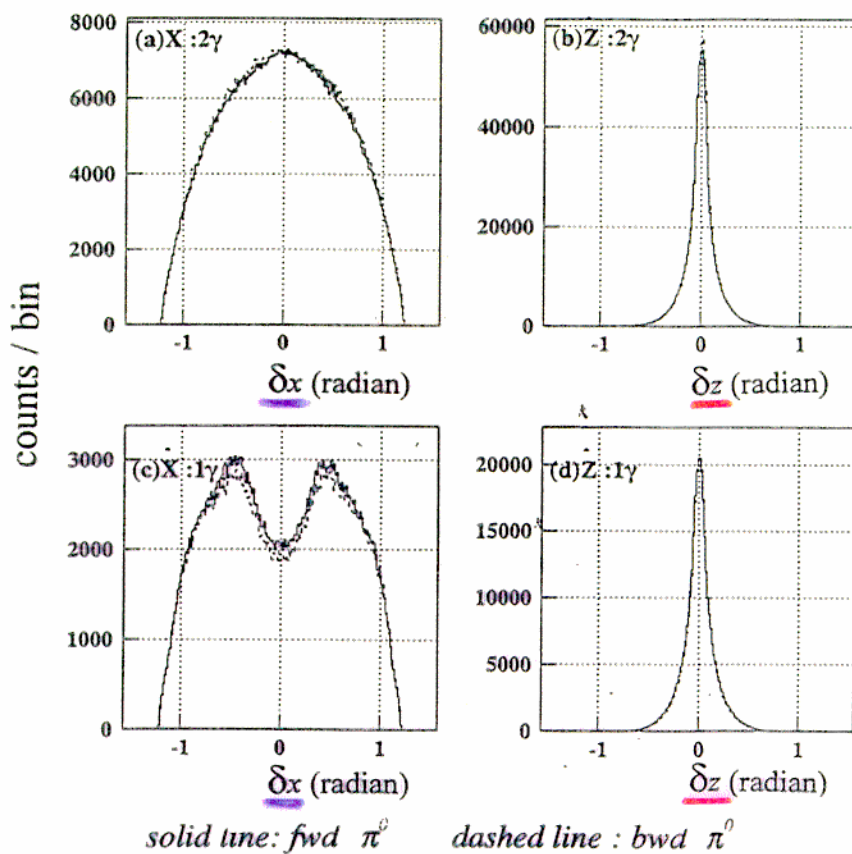 counts / bin
(a)X :2γ
8000
6000
4000
2000
0
-1 0 1
δx (radian)
(b)Z :2γ
60000
40000
20000
0
-1 0 1
δz (radian)
(c) X :1γ
3000
2000
1000
0
-1 0 1
δx (radian)
(d)Z :1γ
20000
15000
10000
5000
0
-1 0 1
δz (radian)
solid line: fwd π⁰ dashed line : bwd π⁰